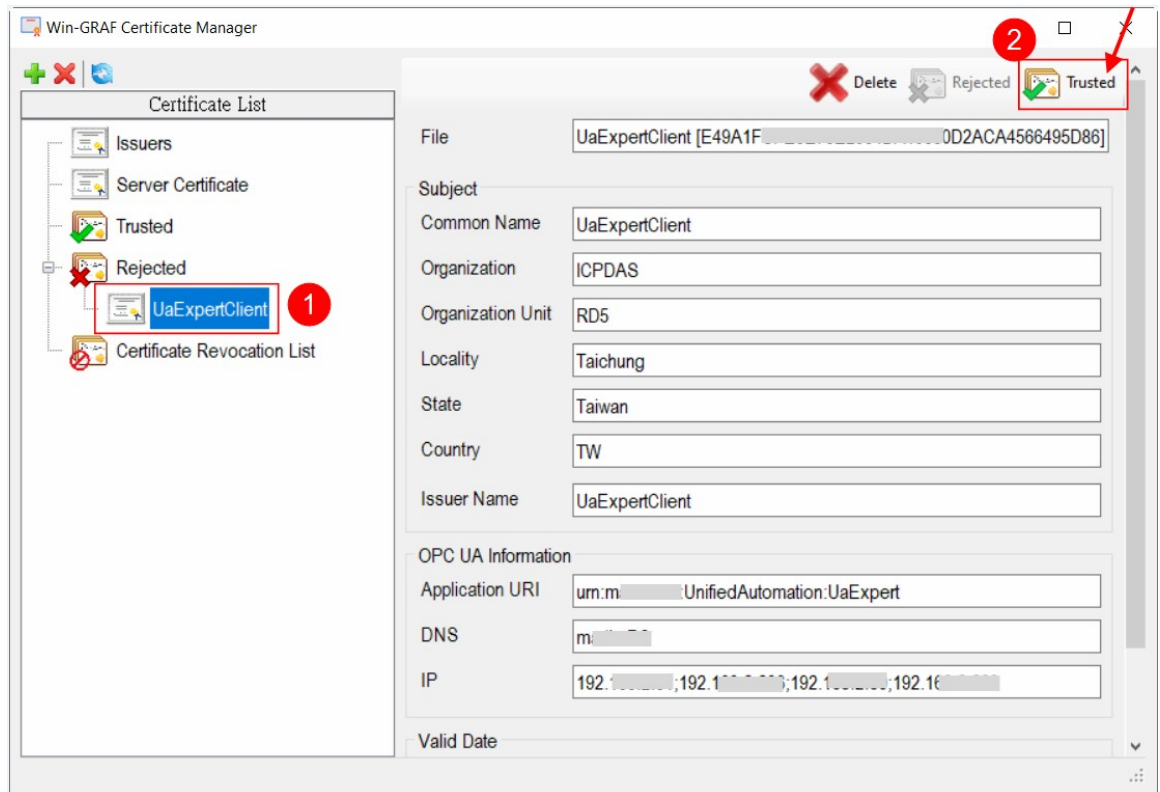 Win-GRAF Certificate Manager
2
Delete Rejected Trusted
Certificate List
Issuers
Server Certificate
Trusted
Rejected
UaExpertClient
1
Certificate Revocation List
File UaExpertClient [E49A1F 0D2ACA4566495D86]
Subject
Common Name UaExpertClient
Organization ICPDAS
Organization Unit RD5
Locality Taichung
State Taiwan
Country TW
Issuer Name UaExpertClient
OPC UA Information
Application URI urn:m :UnifiedAutomation:UaExpert
DNS
IP 192. ;192.1 ;192. ;192.16
Valid Date